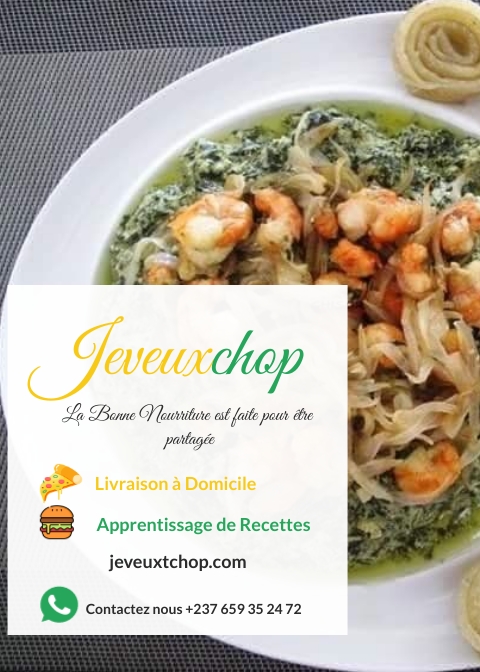 Jeveuxchop
La Bonne Nourriture est faite pour être
partagée
Livraison à Domicile
Apprentissage de Recettes
jeveuxtchop.com
Contactez nous +237 659 35 24 72